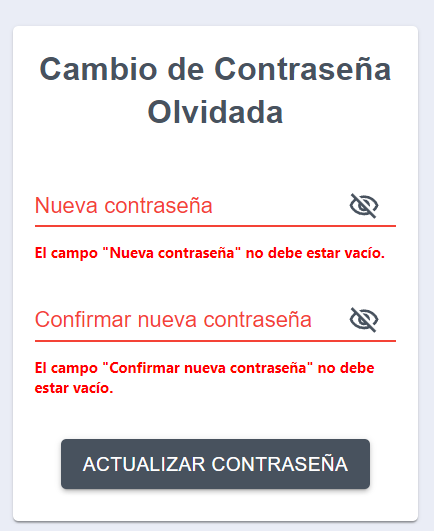 Cambio de Contraseña
Olvidada
Nueva contraseña
El campo "Nueva contraseña" no debe estar vacío.
Confirmar nueva contraseña
El campo "Confirmar nueva contraseña" no debe
estar vacío.
ACTUALIZAR CONTRASEÑA